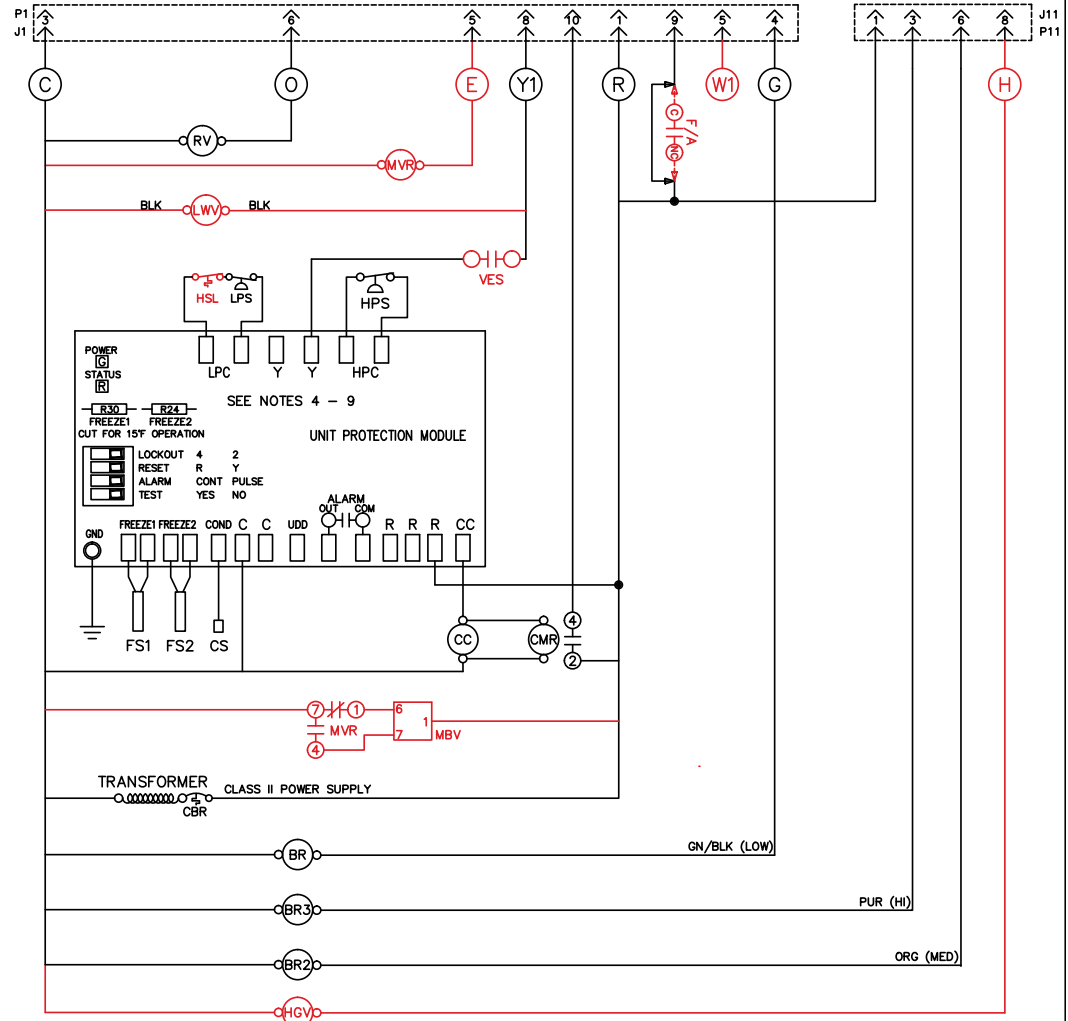 P1 3 6 5 8 10 1 9 5 4 1 3 6 8 J11
J1 P11
C O E Y1 R W1 G H
C
F/A
NC
RV
MVR
BLK LWV BLK
VES
HSL LPS HPS
POWER
G
STATUS
R
LPC Y Y HPC
SEE NOTES 4 - 9
R30 R24
FREEZE1 FREEZE2
CUT FOR 15°F OPERATION
UNIT PROTECTION MODULE
LOCKOUT 4 2
RESET R Y
ALARM CONT PULSE
TEST YES NO
ALARM
OUT COM
GND FREEZE1 FREEZE2 COND C C UDD R R R CC
FS1 FS2 CS
CC CMR 4
2
7 1 6
MVR 1
4 7 MBV
TRANSFORMER
CLASS II POWER SUPPLY
CBR
BR GN/BLK (LOW)
BR3 PUR (HI)
BR2 ORG (MED)
HGV